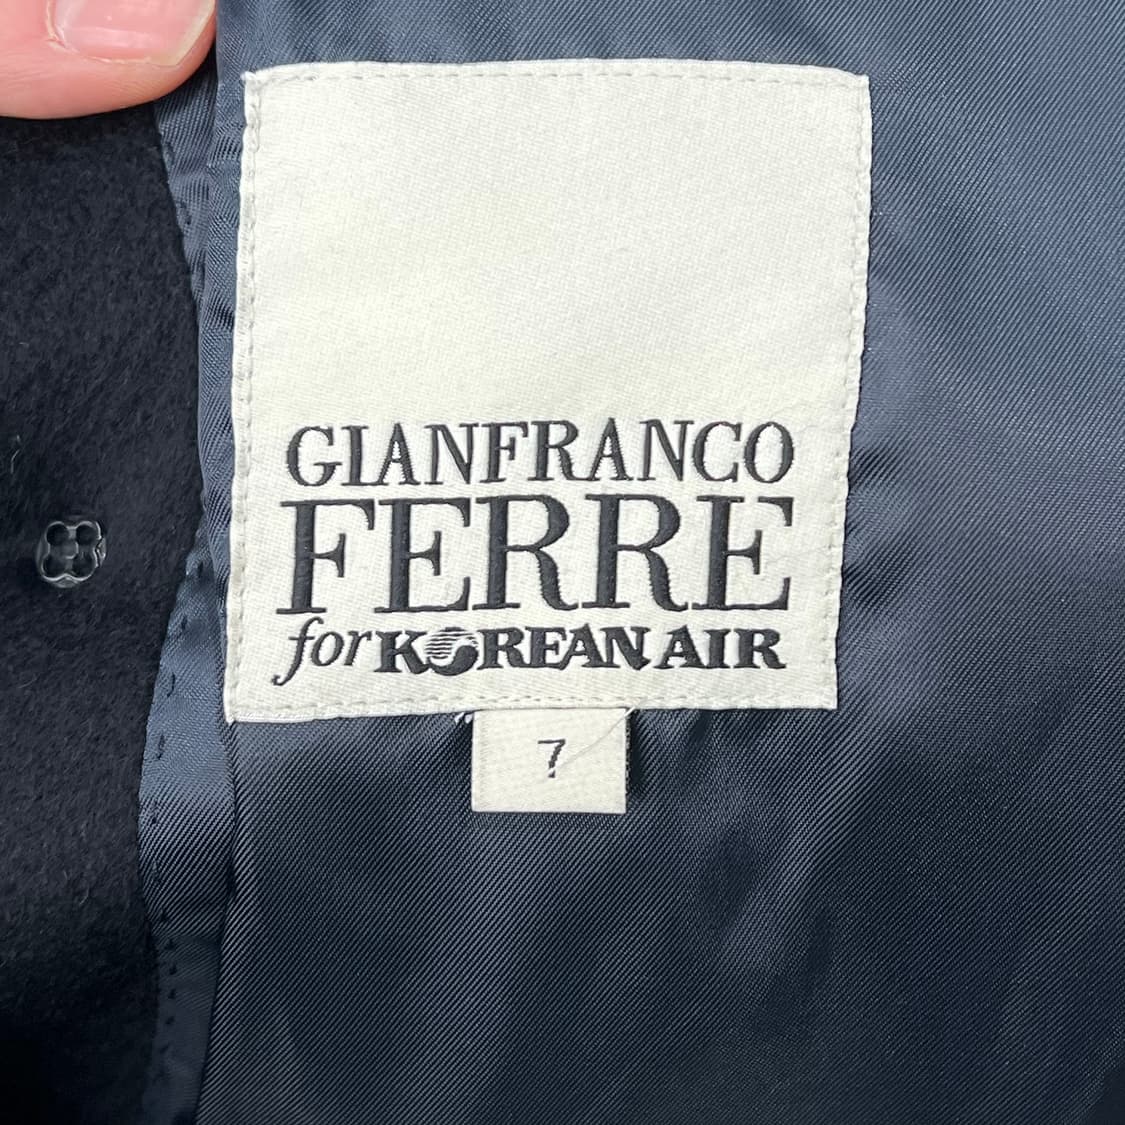 GIANFRANCO
FERRE
for KOREAN AIR
7